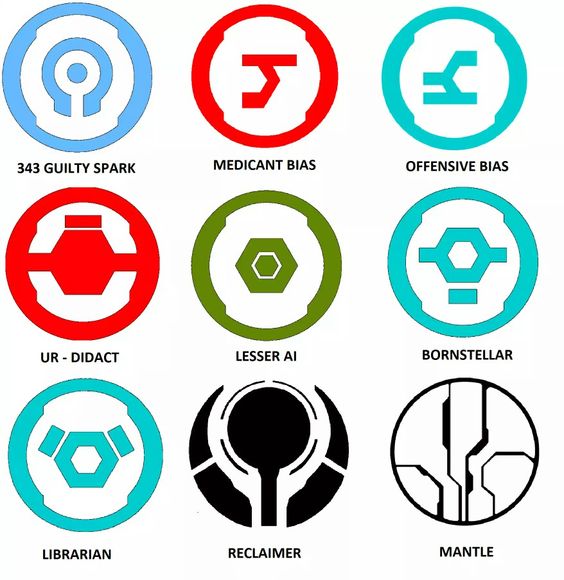 343 GUILTY SPARK
MEDICANT BIAS
OFFENSIVE BIAS
UR - DIDACT
LESSER AI
BORNSTELLAR
LIBRARIAN
RECLAIMER
MANTLE